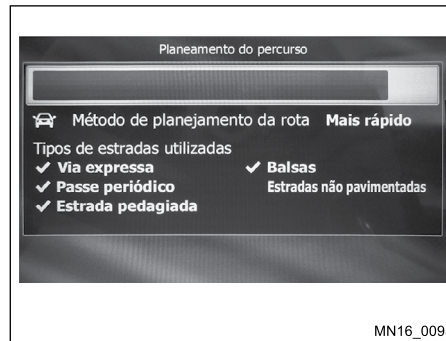 Planeamento do percurso
Método de planejamento da rota Mais rápido
Tipos de estradas utilizadas
✔ Via expressa ✔ Balsas
✔ Passe periódico Estradas não pavimentadas
✔ Estrada pedagiada
MN16_009